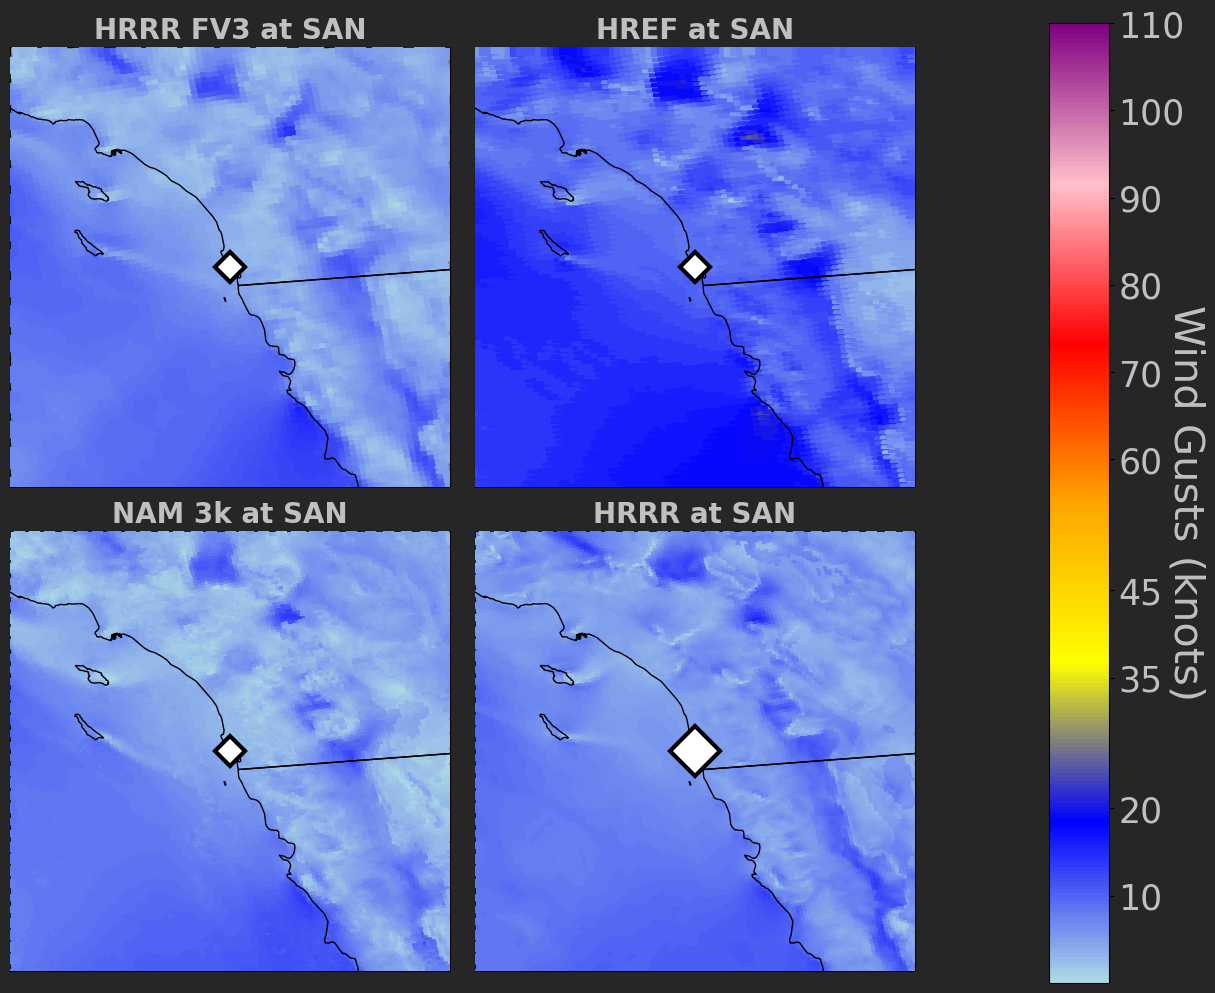 HRRR FV3 at SAN
HREF at SAN
NAM 3k at SAN
HRRR at SAN
110
100
90
80
70
60
45
35
20
10
Wind Gusts (knots)